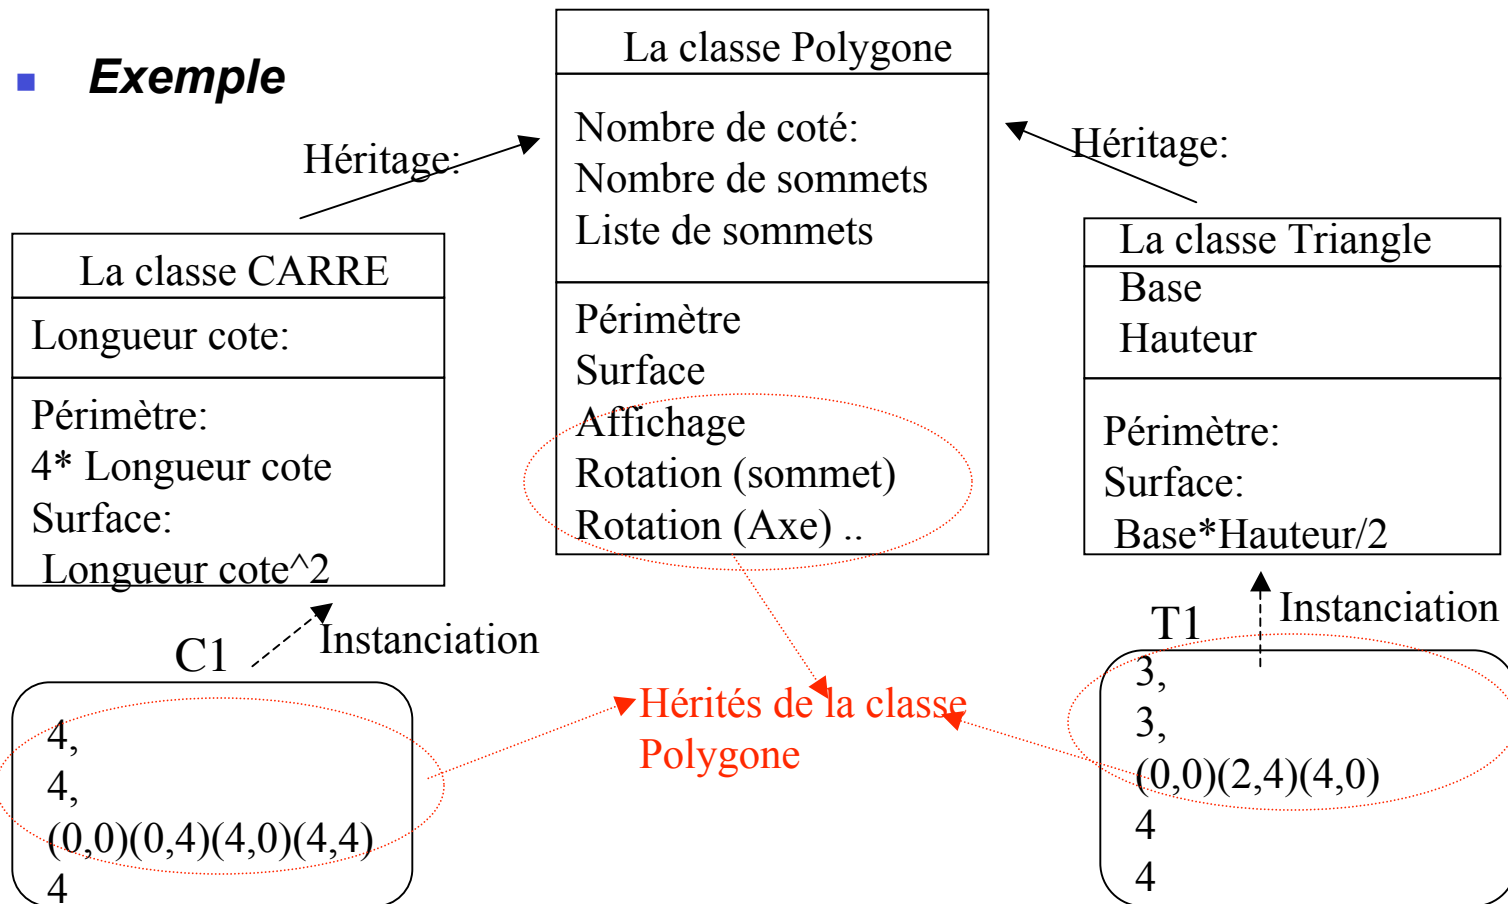 Exemple
La classe Polygone
Nombre de coté:
Nombre de sommets
Liste de sommets
Périmètre
Surface
Affichage
Rotation (sommet)
Rotation (Axe) ..
Héritage:
Héritage:
La classe CARRE
Longueur cote:
Périmètre:
4* Longueur cote
Surface:
Longueur cote^2
La classe Triangle
Base
Hauteur
Périmètre:
Surface:
Base*Hauteur/2
Instanciation
C1
4,
4,
(0,0)(0,4)(4,0)(4,4)
4
Hérités de la classe
Polygone
Instanciation
T1
3,
3,
(0,0)(2,4)(4,0)
4
4